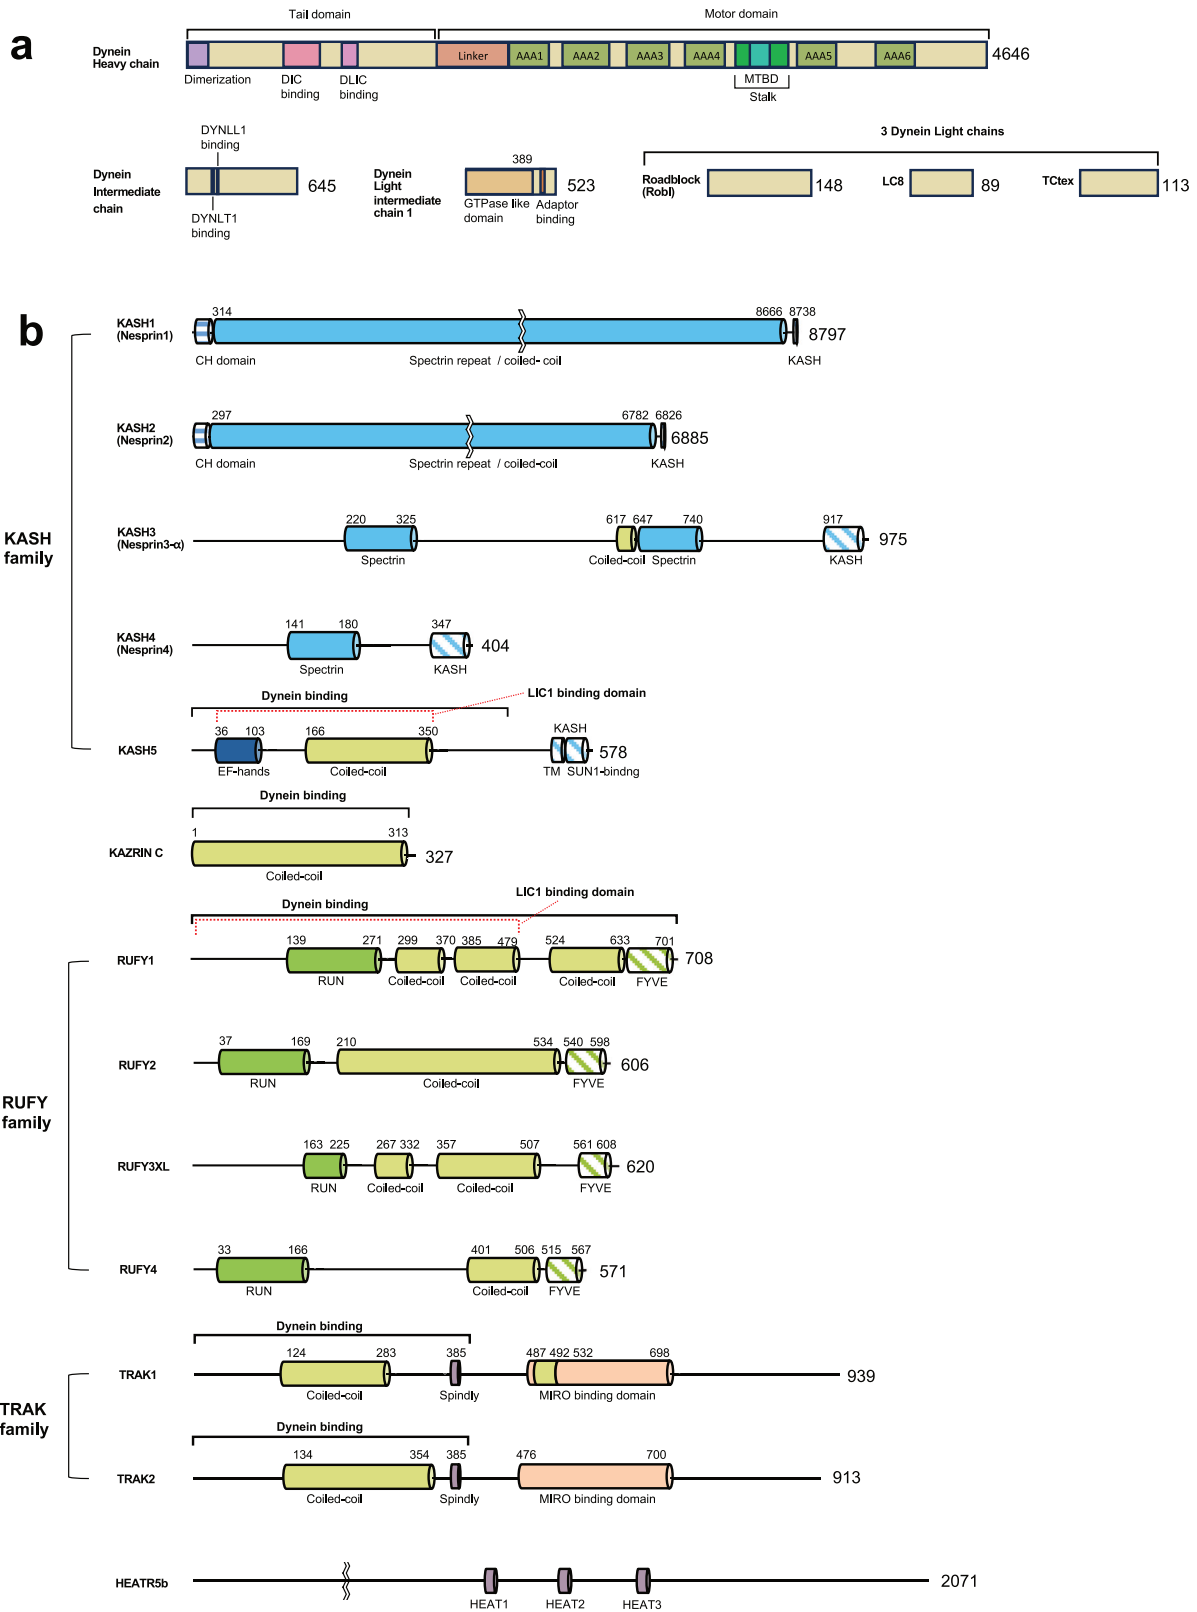 a
Tail domain
Motor domain
Dynein
Heavy chain
Linker
AAA1
AAA2
AAA3
AAA4
AAA5
AAA6
4646
Dimerization
DIC
binding
DLIC
binding
MTBD
Stalk
DYNLL1
binding
Dynein
Intermediate
chain
645
DYNLT1
binding
Dynein
Light
intermediate
chain 1
389
523
GTPase like
domain
Adaptor
binding
3 Dynein Light chains
Roadblock
(Robl)
148
LC8
89
TCtex
113
b
KASH
family
KASH1
(Nesprin1)
314
8666
8738
8797
CH domain
Spectrin repeat / coiled- coil
KASH
KASH2
(Nesprin2)
297
6782
6826
6885
CH domain
Spectrin repeat / coiled-coil
KASH
KASH3
(Nesprin3-α)
220
325
617
647
740
917
975
Spectrin
Coiled-coil
Spectrin
KASH
KASH4
(Nesprin4)
141
180
347
404
Spectrin
KASH
Dynein binding
LIC1 binding domain
KASH5
36
103
166
350
KASH
578
EF-hands
Coiled-coil
TM
SUN1-bindng
Dynein binding
KAZRIN C
1
313
327
Coiled-coil
RUFY
family
Dynein binding
LIC1 binding domain
RUFY1
139
271
299
370
385
479
524
633
701
708
RUN
Coiled-coil
Coiled-coil
Coiled-coil
FYVE
RUFY2
37
169
210
534
540
598
606
RUN
Coiled-coil
FYVE
RUFY3XL
163
225
267
332
357
507
561
608
620
RUN
Coiled-coil
Coiled-coil
FYVE
RUFY4
33
166
401
506
515
567
571
RUN
Coiled-coil
FYVE
TRAK
family
Dynein binding
TRAK1
124
283
385
487
492
532
698
939
Coiled-coil
Spindly
MIRO binding domain
Dynein binding
TRAK2
134
354
385
476
700
913
Coiled-coil
Spindly
MIRO binding domain
HEATR5b
2071
HEAT1
HEAT2
HEAT3